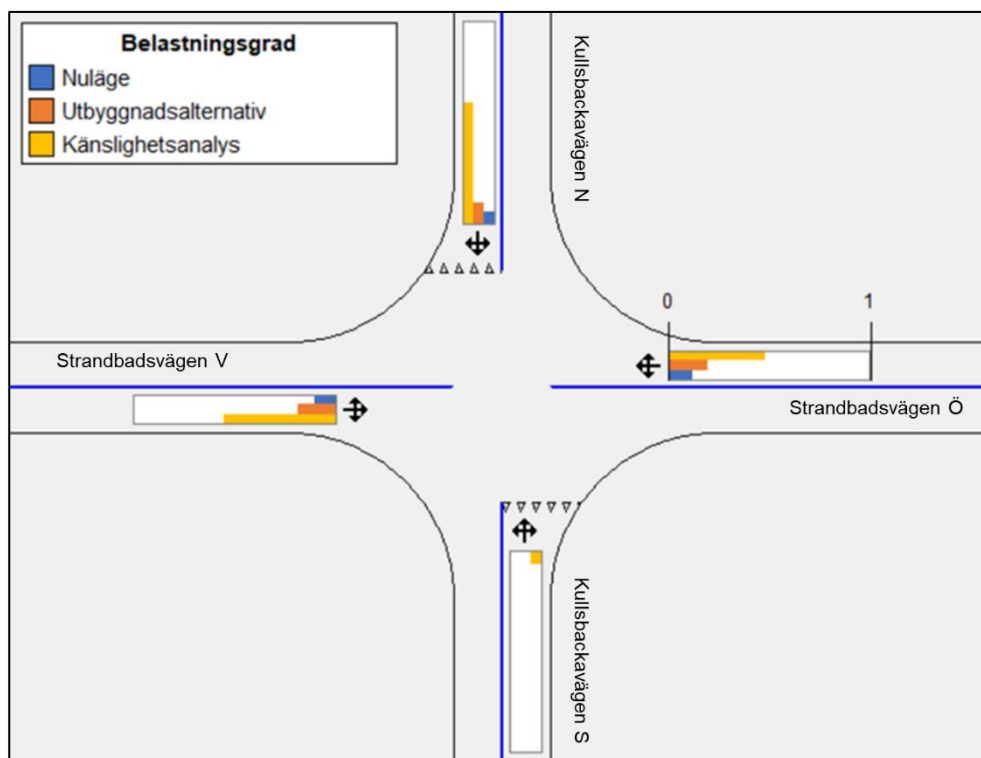 Belastningsgrad
Nuläge
Utbyggnadsalternativ
Känslighetsanalys
Kullsbackavägen N
0
1
Strandbadsvägen V
Strandbadsvägen Ö
Kullsbackavägen S